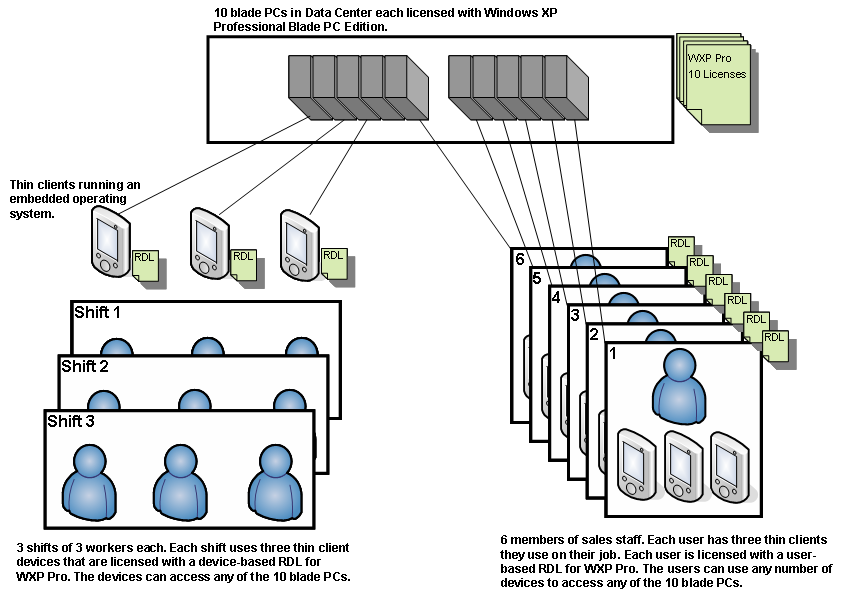 10 blade PCs in Data Center each licensed with Windows XP
Professional Blade PC Edition.
WXP Pro
10 Licenses
Thin clients running an
embedded operating
system.
RDL
RDL
RDL
Shift 1
Shift 2
Shift 3
3 shifts of 3 workers each. Each shift uses three thin client
devices that are licensed with a device-based RDL for
WXP Pro. The devices can access any of the 10 blade PCs.
6
RDL
5
RDL
4
RDL
3
RDL
2
RDL
1
RDL
6 members of sales staff. Each user has three thin clients
they use on their job. Each user is licensed with a user-
based RDL for WXP Pro. The users can use any number of
devices to access any of the 10 blade PCs.